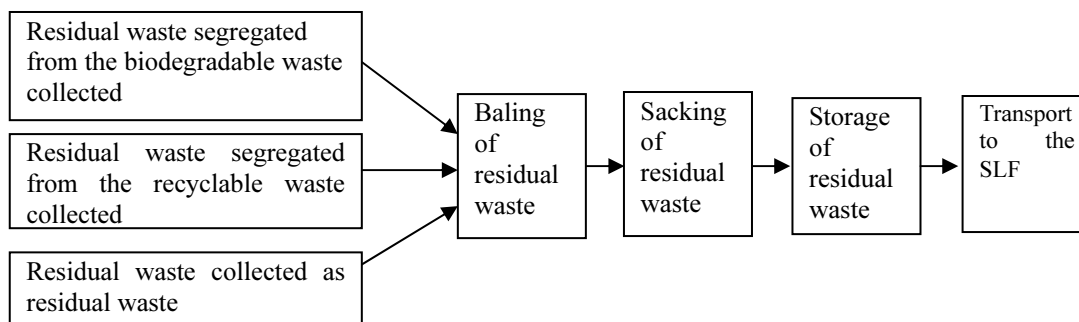 Residual waste segregated
from the biodegradable waste
collected
Residual waste segregated
from the recyclable waste
collected
Residual waste collected as
residual waste
Baling
of
residual
waste
Sacking
of
residual
waste
Storage
of
residual
waste
Transport
to the
SLF